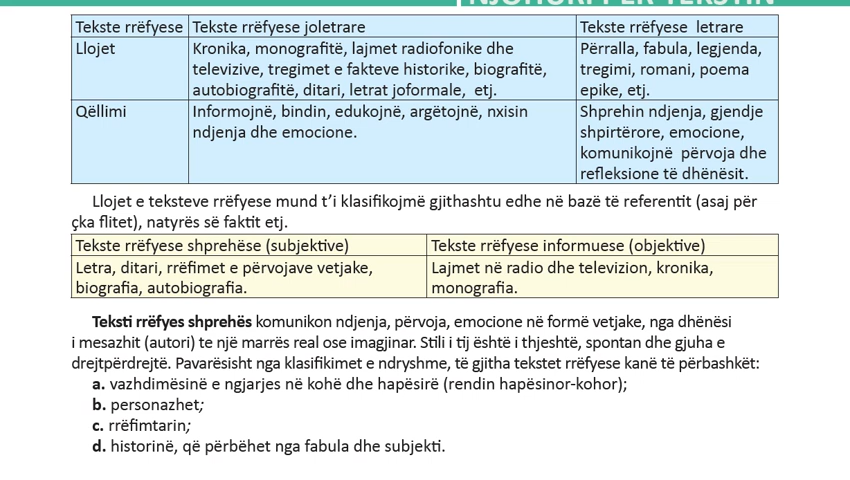 NJOHURI PËR TEKSTIN
Tekste rrëfyese Tekste rrëfyese joletrare Tekste rrëfyese letrare
Llojet Kronika, monografitë, lajmet radiofonike dhe Përralla, fabula, legjenda,
televizive, tregimet e fakteve historike, biografitë, tregimi, romani, poema
autobiografitë, ditari, letrat joformale, etj. epike, etj.
Qëllimi Informojnë, bindin, edukojnë, argëtojnë, nxisin Shprehin ndjenja, gjendje
ndjenja dhe emocione. shpirtërore, emocione,
komunikojnë përvoja dhe
refleksione të dhënësit.
Llojet e teksteve rrëfyese mund t’i klasifikojmë gjithashtu edhe në bazë të referentit (asaj për
çka flitet), natyrës së faktit etj.
Tekste rrëfyese shprehëse (subjektive) Tekste rrëfyese informuese (objektive)
Letra, ditari, rrëfimet e përvojave vetjake, Lajmet në radio dhe televizion, kronika,
biografia, autobiografia. monografia.
Teksti rrëfyes shprehës komunikon ndjenja, përvoja, emocione në formë vetjake, nga dhënësi
i mesazhit (autori) te një marrës real ose imagjinar. Stili i tij është i thjeshtë, spontan dhe gjuha e
drejtpërdrejtë. Pavarësisht nga klasifikimet e ndryshme, të gjitha tekstet rrëfyese kanë të përbashkët:
a. vazhdimësinë e ngjarjes në kohë dhe hapësirë (rendin hapësinor-kohor);
b. personazhet;
c. rrëfimtarin;
d. historinë, që përbëhet nga fabula dhe subjekti.